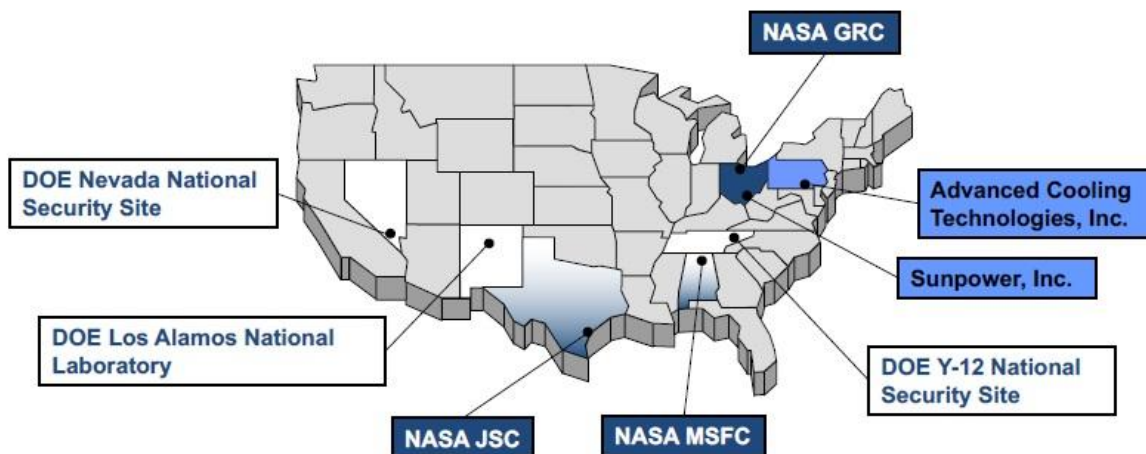 NASA GRC
DOE Nevada National
Security Site
Advanced Cooling
Technologies, Inc.
Sunpower, Inc.
DOE Los Alamos National
Laboratory
DOE Y-12 National
Security Site
NASA JSC
NASA MSFC